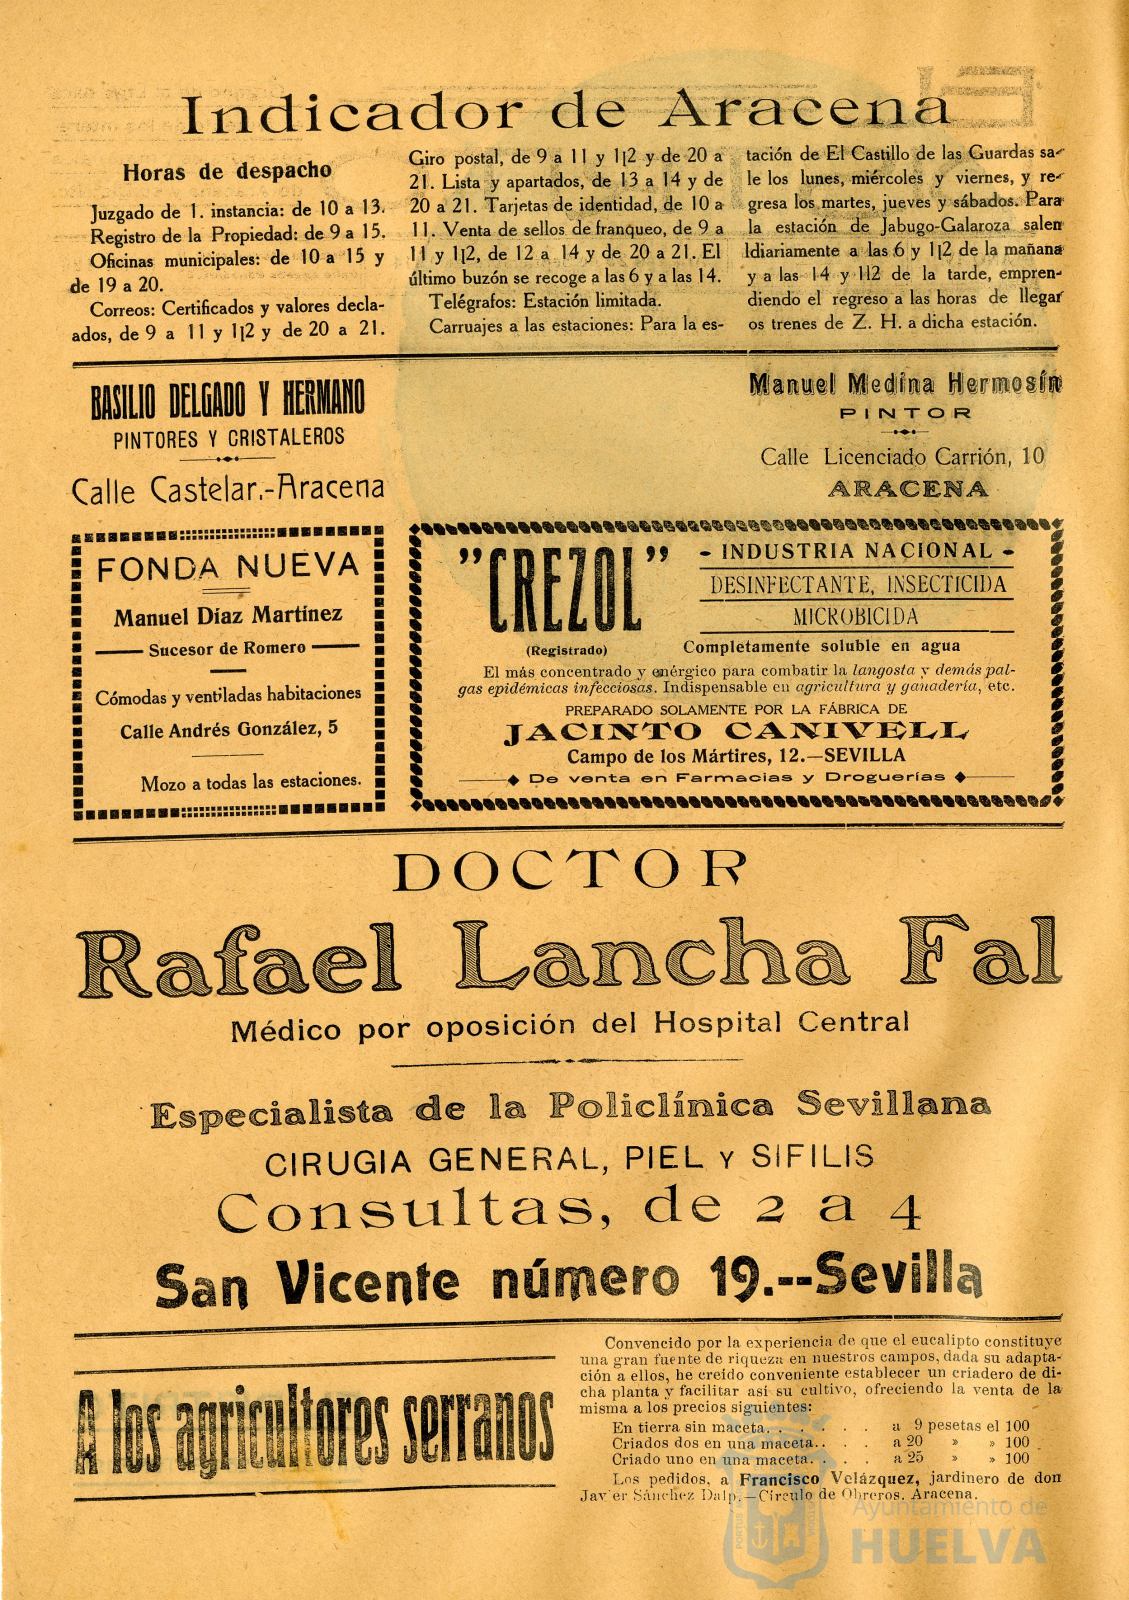 Indicador de Aracena
Horas de despacho
Juzgado de 1. instancia: de 10 a 13.
Registro de la Propiedad: de 9 a 15.
Oficinas municipales: de 10 a 15 y
de 19 a 20.
Correos: Certificados y valores decla-
ados, de 9 a 11 y 1|2 y de 20 a 21.
Giro postal, de 9 a 11 y 1|2 y de 20 a
21. Lista y apartados, de 13 a 14 y de
20 a 21. Tarjetas de identidad, de 10 a
11. Venta de sellos de franqueo, de 9 a
11 y 1|2, de 12 a 14 y de 20 a 21. El
último buzón se recoge a las 6 y a las 14.
Telégrafos: Estación limitada.
Carruajes a las estaciones: Para la es-
tación de El Castillo de las Guardas sa-
le los lunes, miércoles y viernes, y re-
gresa los martes, jueves y sábados. Para
la estación de Jabugo-Galaroza salen
ldiariamente a las 6 y 1|2 de la mañana
y a las 14 y 1|2 de la tarde, empren-
diendo el regreso a las horas de llegar
os trenes de Z. H. a dicha estación.
BASILIO DELGADO Y HERMANO
PINTORES Y CRISTALEROS
Calle Castelar.-Aracena
Manuel Medina Hermosín
PINTOR
Calle Licenciado Carrión, 10
ARACENA
FONDA NUEVA
Manuel Díaz Martínez
Sucesor de Romero
Cómodas y ventiladas habitaciones
Calle Andrés González, 5
Mozo a todas las estaciones.
"CREZOL"
(Registrado)
- INDUSTRIA NACIONAL -
DESINFECTANTE, INSECTICIDA
MICROBICIDA
Completamente soluble en agua
El más concentrado y enérgico para combatir la langosta y demás pal-
gas epidémicas infecciosas. Indispensable en agricultura y ganadería, etc.
PREPARADO SOLAMENTE POR LA FÁBRICA DE
JACINTO CANIVELL
Campo de los Mártires, 12.—SEVILLA
De venta en Farmacias y Droguerías
DOCTOR
Rafael Lancha Fal
Médico por oposición del Hospital Central
Especialista de la Policlínica Sevillana
CIRUGIA GENERAL, PIEL Y SIFILIS
Consultas, de 2 a 4
San Vicente número 19.--Sevilla
A los agricultores serranos
Convencido por la experiencia de que el eucalipto constituye
una gran fuente de riqueza en nuestros campos, dada su adapta-
ción a ellos, he creído conveniente establecer un criadero de di-
cha planta y facilitar así su cultivo, ofreciendo la venta de la
misma a los precios siguientes:
En tierra sin maceta. . . . . a 9 pesetas el 100
Criados dos en una maceta. . . . . a 20 » » 100
Criado uno en una maceta. . . . . a 25 » » 100
Los pedidos, a Francisco Velázquez, jardinero de don
Javier Sánchez Dalp.—Círculo de Obreros. Aracena.
Ayuntamiento de
HUELVA